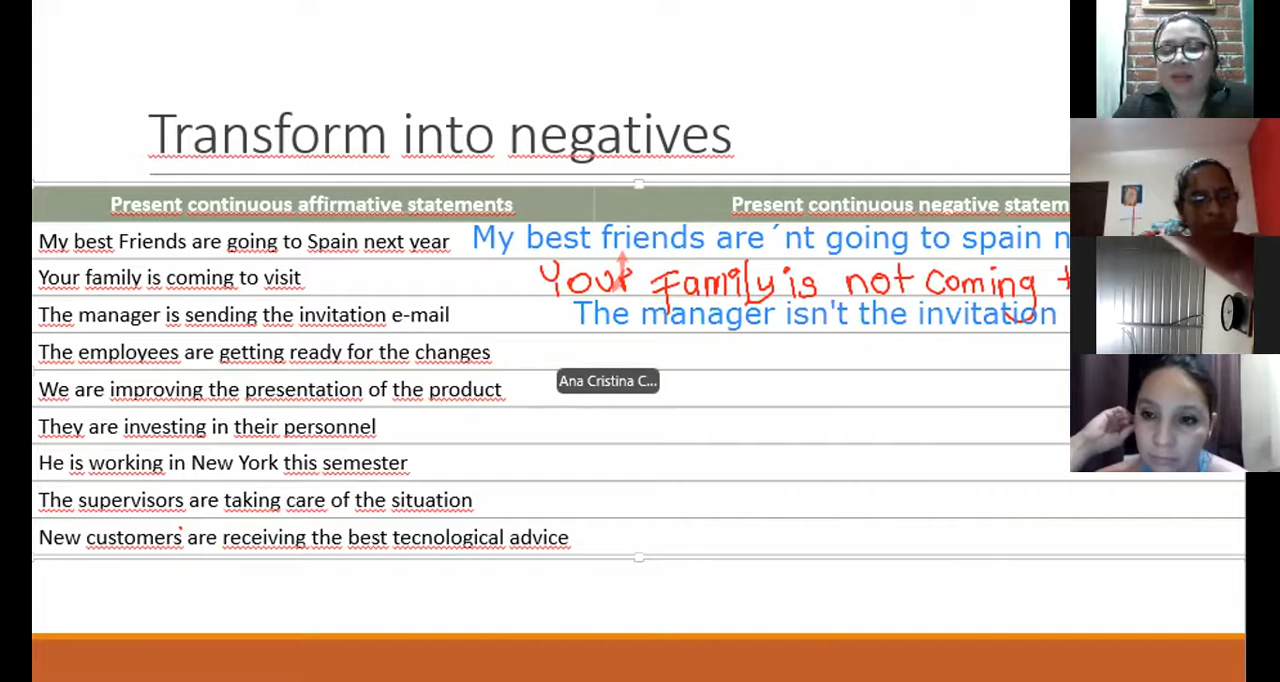 Transform into negatives
Present continuous affirmative statements
Present continuous negative statem
My best Friends are going to Spain next year
My best friends are´nt going to spain n
Your family is coming to visit
Your Family is not coming t
The manager is sending the invitation e-mail
The manager isn't the invitation
The employees are getting ready for the changes
Ana Cristina C...
We are improving the presentation of the product
They are investing in their personnel
He is working in New York this semester
The supervisors are taking care of the situation
New customers are receiving the best tecnological advice